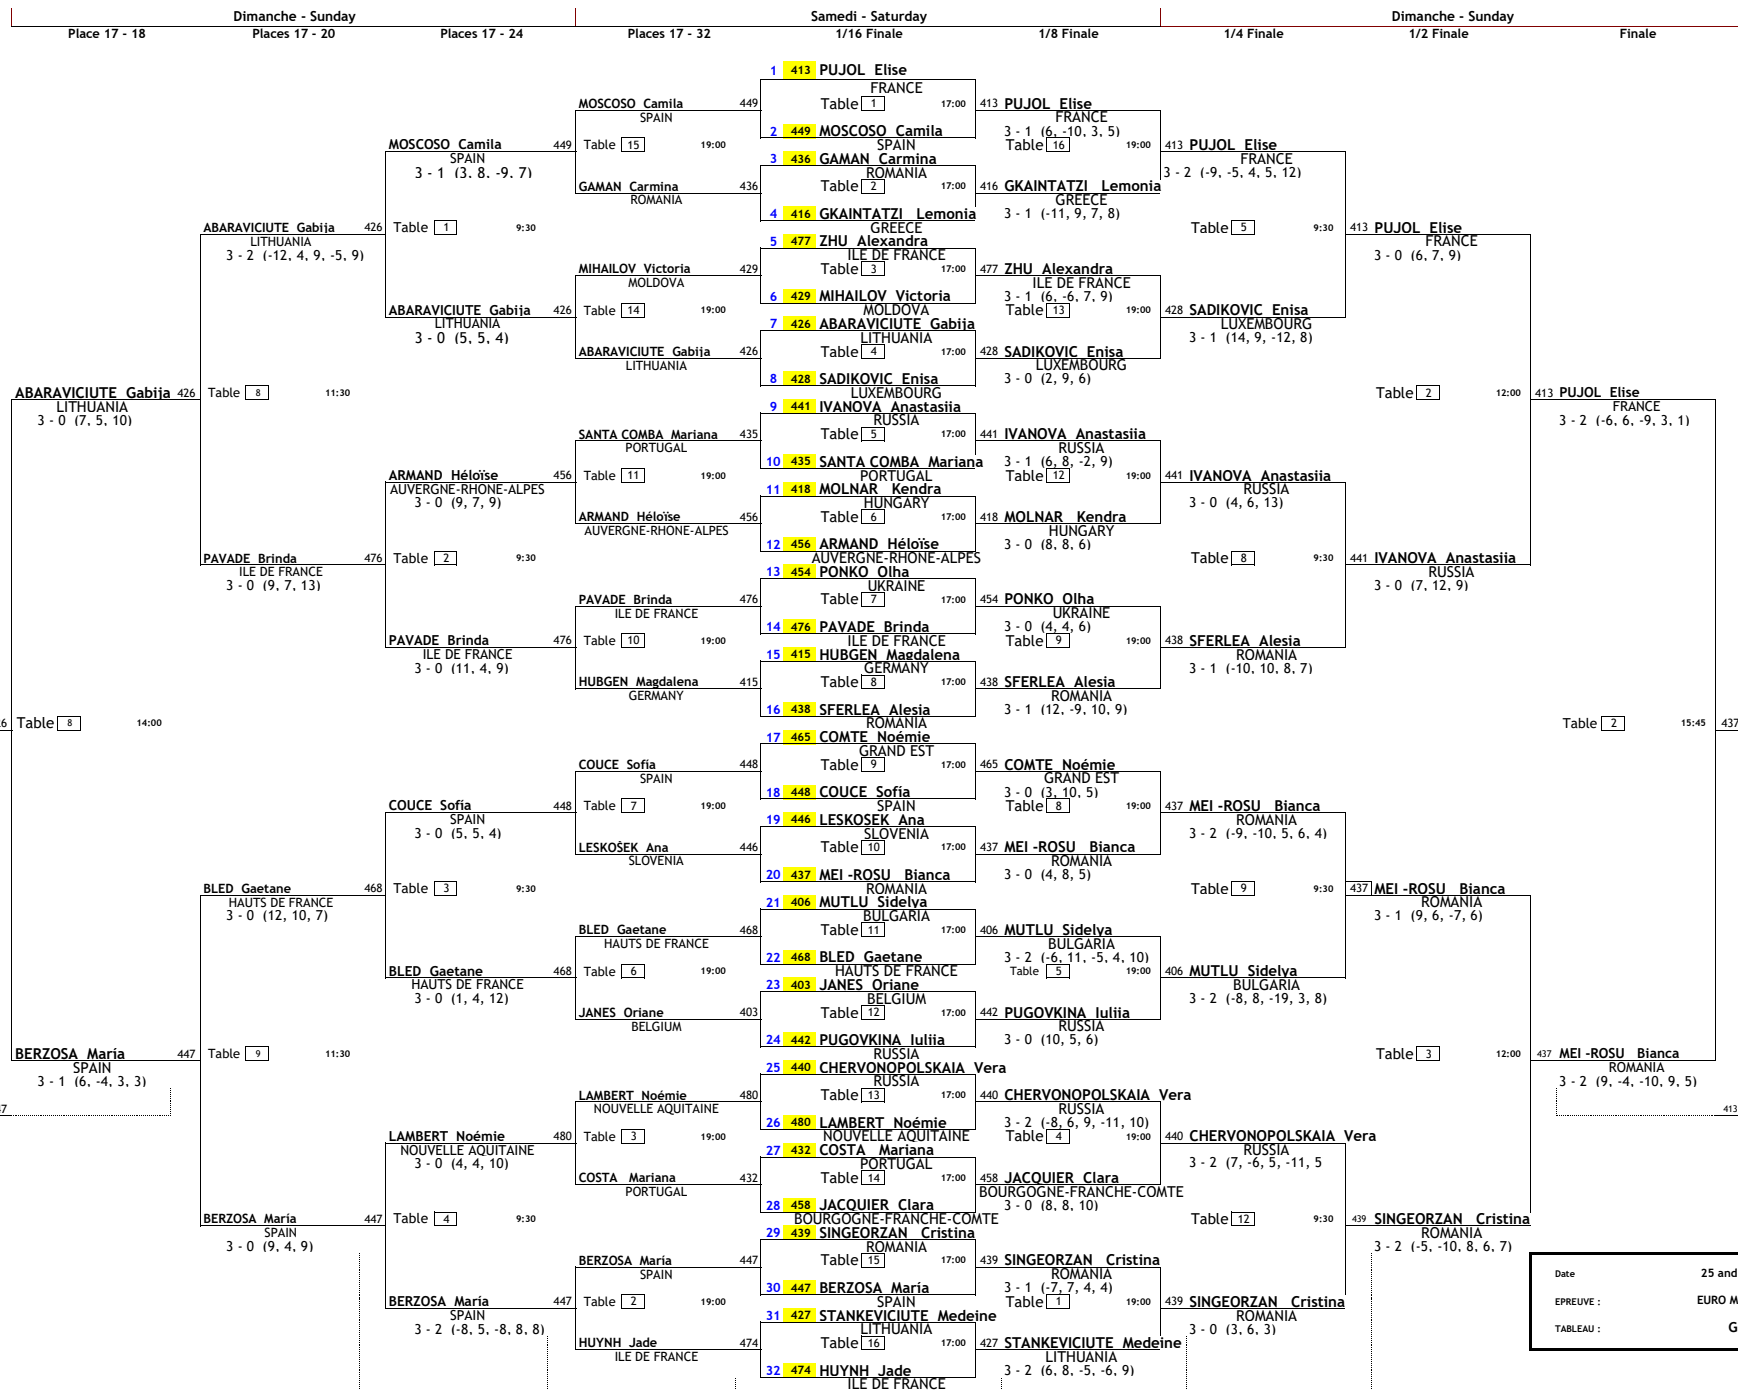 Dimanche - Sunday
Samedi - Saturday
Dimanche - Sunday
Place 17 - 18
Places 17 - 20
Places 17 - 24
Places 17 - 32
1/16 Finale
1/8 Finale
1/4 Finale
1/2 Finale
Finale
1 413 PUJOL Elise
FRANCE
MOSCOSO Camila 449 Table 1 17:00 413 PUJOL Elise
SPAIN FRANCE
2 449 MOSCOSO Camila 3 - 1 (6, -10, 3, 5)
MOSCOSO Camila 449 Table 15 19:00 SPAIN Table 16 19:00 413 PUJOL Elise
SPAIN 3 GAMAN Carmina FRANCE
436
3 - 1 (3, 8, -9, 7) ROMANIA 3 - 2 (-9, -5, 4, 5, 12)
GAMAN Carmina 436 Table 2 17:00 416 GKAINTATZI Lemonia
ROMANIA GREECE
4 416 GKAINTATZI Lemonia 3 - 1 (-11, 9, 7, 8)
ABARAVICIUTE Gabija 426 Table 1 9:30 GREECE Table 5 9:30 413 PUJOL Elise
LITHUANIA 5 477 ZHU Alexandra FRANCE
3 - 2 (-12, 4, 9, -5, 9) ILE DE FRANCE 3 - 0 (6, 7, 9)
MIHAILOV Victoria 429 Table 3 17:00 477 ZHU Alexandra
MOLDOVA ILE DE FRANCE
6 429 MIHAILOV Victoria 3 - 1 (6, -6, 7, 9)
ABARAVICIUTE Gabija 426 Table 14 19:00 MOLDOVA Table 13 19:00 428 SADIKOVIC Enisa
LITHUANIA 7 426 ABARAVICIUTE Gabija LUXEMBOURG
3 - 0 (5, 5, 4) LITHUANIA 3 - 1 (14, 9, -12, 8)
ABARAVICIUTE Gabija 426 Table 4 17:00 428 SADIKOVIC Enisa
LITHUANIA LUXEMBOURG
8 428 SADIKOVIC Enisa 3 - 0 (2, 9, 6)
ABARAVICIUTE Gabija 426 Table 8 11:30 LUXEMBOURG Table 2 12:00 413 PUJOL Elise
LITHUANIA 9 441 IVANOVA Anastasiia FRANCE
3 - 0 (7, 5, 10) RUSSIA 3 - 2 (-6, 6, -9, 3, 1)
SANTA COMBA Mariana 435 Table 5 17:00 441 IVANOVA Anastasiia
PORTUGAL RUSSIA
10 435 SANTA COMBA Mariana 3 - 1 (6, 8, -2, 9)
ARMAND Héloïse 456 Table 11 19:00 PORTUGAL Table 12 19:00 441 IVANOVA Anastasiia
AUVERGNE-RHONE-ALPES 11 418 MOLNAR Kendra RUSSIA
3 - 0 (9, 7, 9) HUNGARY 3 - 0 (4, 6, 13)
ARMAND Héloïse 456 Table 6 17:00 418 MOLNAR Kendra
AUVERGNE-RHONE-ALPES HUNGARY
12 456 ARMAND Héloïse 3 - 0 (8, 8, 6)
PAVADE Brinda 476 Table 2 9:30 AUVERGNE-RHONE-ALPES Table 8 9:30 441 IVANOVA Anastasiia
ILE DE FRANCE 13 454 PONKO Olha RUSSIA
3 - 0 (9, 7, 13) UKRAINE 3 - 0 (7, 12, 9)
PAVADE Brinda 476 Table 7 17:00 454 PONKO Olha
ILE DE FRANCE UKRAINE
14 476 PAVADE Brinda 3 - 0 (4, 4, 6)
PAVADE Brinda 476 Table 10 19:00 ILE DE FRANCE Table 9 19:00 438 SFERLEA Alesia
ILE DE FRANCE 15 415 HUBGEN Magdalena ROMANIA
3 - 0 (11, 4, 9) GERMANY 3 - 1 (-10, 10, 8, 7)
HUBGEN Magdalena 415 Table 8 17:00 438 SFERLEA Alesia
GERMANY ROMANIA
16 438 SFERLEA Alesia 3 - 1 (12, -9, 10, 9)
6 Table 8 14:00 ROMANIA Table 2 15:45 437
17 465 COMTE Noémie
GRAND EST
COUCE Sofía 448 Table 9 17:00 465 COMTE Noémie
SPAIN GRAND EST
18 448 COUCE Sofía 3 - 0 (3, 10, 5)
COUCE Sofía 448 Table 7 19:00 SPAIN Table 8 19:00 437 MEI -ROSU Bianca
SPAIN 19 446 LESKOSEK Ana ROMANIA
3 - 0 (5, 5, 4) SLOVENIA 3 - 2 (-9, -10, 5, 6, 4)
LESKOŠEK Ana 446 Table 10 17:00 437 MEI -ROSU Bianca
SLOVENIA ROMANIA
20 437 MEI -ROSU Bianca 3 - 0 (4, 8, 5)
BLED Gaetane 468 Table 3 9:30 ROMANIA Table 9 9:30 437 MEI -ROSU Bianca
HAUTS DE FRANCE 21 406 MUTLU Sidelya ROMANIA
3 - 0 (12, 10, 7) BULGARIA 3 - 1 (9, 6, -7, 6)
BLED Gaetane 468 Table 11 17:00 406 MUTLU Sidelya
HAUTS DE FRANCE BULGARIA
22 468 BLED Gaetane 3 - 2 (-6, 11, -5, 4, 10)
BLED Gaetane 468 Table 6 19:00 HAUTS DE FRANCE Table 5 19:00 406 MUTLU Sidelya
HAUTS DE FRANCE 23 403 JANES Oriane BULGARIA
3 - 0 (1, 4, 12) BELGIUM 3 - 2 (-8, 8, -19, 3, 8)
JANES Oriane 403 Table 12 17:00 442 PUGOVKINA Iuliia
BELGIUM RUSSIA
24 442 PUGOVKINA Iuliia 3 - 0 (10, 5, 6)
BERZOSA María 447 Table 9 11:30 RUSSIA Table 3 12:00 437 MEI -ROSU Bianca
SPAIN 25 440 CHERVONOPOLSKAIA Vera ROMANIA
3 - 1 (6, -4, 3, 3) RUSSIA 3 - 2 (9, -4, -10, 9, 5)
LAMBERT Noémie 480 Table 13 17:00 440 CHERVONOPOLSKAIA Vera
7 NOUVELLE AQUITAINE RUSSIA 413
26 480 LAMBERT Noémie 3 - 2 (-8, 6, 9, -11, 10)
LAMBERT Noémie 480 Table 3 19:00 NOUVELLE AQUITAINE Table 4 19:00 440 CHERVONOPOLSKAIA Vera
NOUVELLE AQUITAINE 27 432 COSTA Mariana RUSSIA
3 - 0 (4, 4, 10) PORTUGAL 3 - 2 (7, -6, 5, -11, 5
COSTA Mariana 432 Table 14 17:00 458 JACQUIER Clara
PORTUGAL BOURGOGNE-FRANCHE-COMTE
28 458 JACQUIER Clara 3 - 0 (8, 8, 10)
BERZOSA María 447 Table 4 9:30 BOURGOGNE-FRANCHE-COMTE Table 12 9:30 439 SINGEORZAN Cristina
SPAIN 29 439 SINGEORZAN Cristina ROMANIA
3 - 0 (9, 4, 9) ROMANIA 3 - 2 (-5, -10, 8, 6, 7)
BERZOSA María 447 Table 15 17:00 439 SINGEORZAN Cristina
SPAIN ROMANIA
Date 25 and
30 447 BERZOSA María 3 - 1 (-7, 7, 4, 4)
BERZOSA María 447 Table 2 19:00 SPAIN Table 1 19:00 439 SINGEORZAN Cristina
EPREUVE : EURO M
SPAIN 31 427 STANKEVICIUTE Medeine ROMANIA
3 - 2 (-8, 5, -8, 8, 8) LITHUANIA 3 - 0 (3, 6, 3)
TABLEAU : G
HUYNH Jade 474 Table 16 17:00 427 STANKEVICIUTE Medeine
ILE DE FRANCE LITHUANIA
32 474 HUYNH Jade 3 - 2 (6, 8, -5, -6, 9)
ILE DE FRANCE